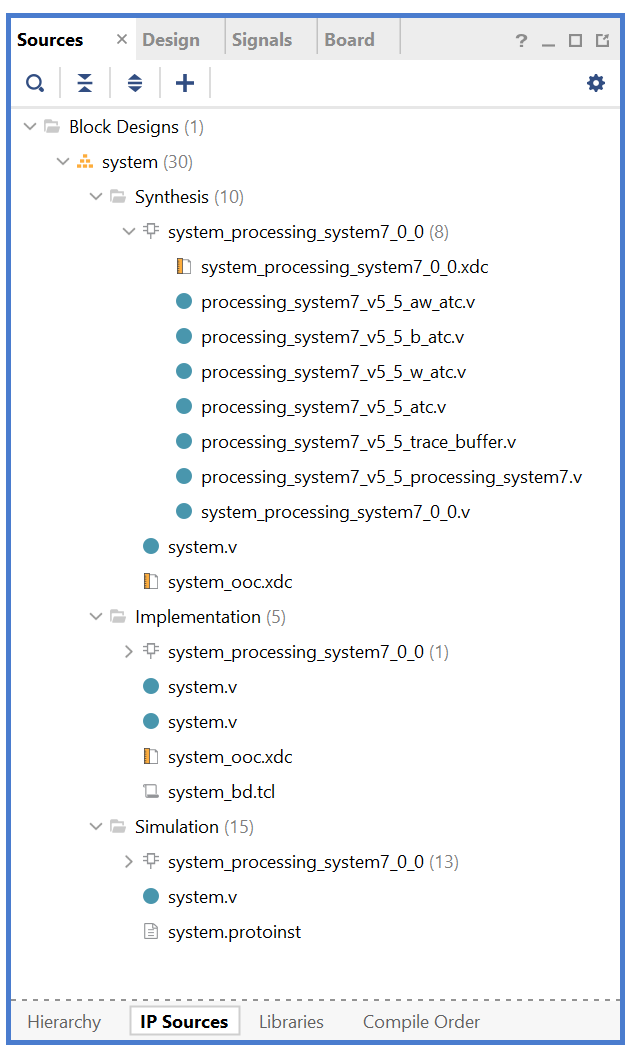 Sources × Design Signals Board ?
Block Designs (1)
system (30)
Synthesis (10)
system_processing_system7_0_0 (8)
system_processing_system7_0_0.xdc
processing_system7_v5_5_aw_atc.v
processing_system7_v5_5_b_atc.v
processing_system7_v5_5_w_atc.v
processing_system7_v5_5_atc.v
processing_system7_v5_5_trace_buffer.v
processing_system7_v5_5_processing_system7.v
system_processing_system7_0_0.v
system.v
system_ooc.xdc
Implementation (5)
system_processing_system7_0_0 (1)
system.v
system.v
system_ooc.xdc
system_bd.tcl
Simulation (15)
system_processing_system7_0_0 (13)
system.v
system.protoinst
Hierarchy IP Sources Libraries Compile Order